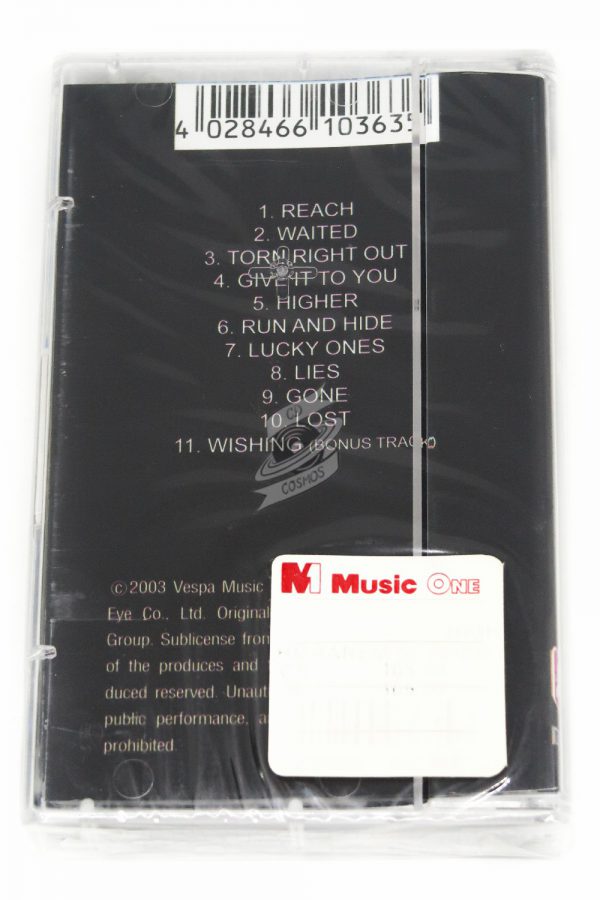 4 028466 103635
1. REACH
2. WAITED
3. TORN RIGHT OUT
4. GIVE IT TO YOU
5. HIGHER
6. RUN AND HIDE
7. LUCKY ONES
8. LIES
9. GONE
10. LOST
11. WISHING (BONUS TRACK)
CD
COSMOS
©2003 Vespa Music
Eye Co., Ltd. Original
Group. Sublicense from
of the produces and
duced reserved. Unaut
public performance, a
prohibited.
M1 Music ONE